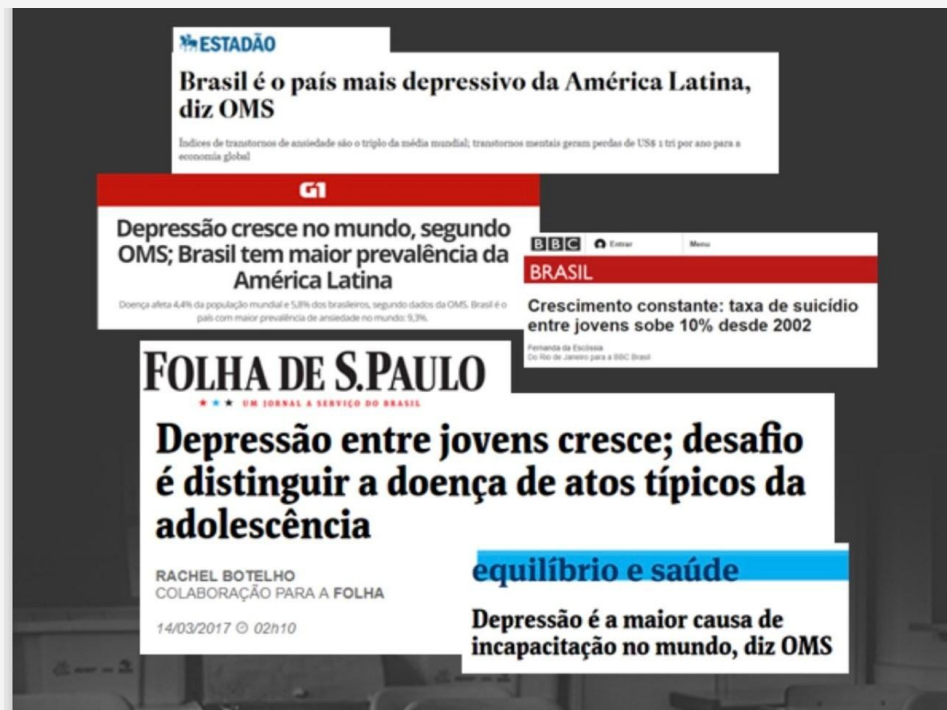 ESTADÃO
Brasil é o país mais depressivo da América Latina,
diz OMS
Índices de transtornos de ansiedade são o triplo da média mundial; transtornos mentais geram perdas de US$ 1 tri por ano para a
economia global
G1
Depressão cresce no mundo, segundo
OMS; Brasil tem maior prevalência da
América Latina
Doença afeta 4,4% da população mundial e 5,8% dos brasileiros, segundo dados da OMS. Brasil é o
país com maior prevalência de ansiedade no mundo: 9,3%.
BBC Entrar Menu
BRASIL
Crescimento constante: taxa de suicídio
entre jovens sobe 10% desde 2002
Fernanda da Escóssia
Do Rio de Janeiro para a BBC Brasil
FOLHA DE S.PAULO
UM JORNAL A SERVIÇO DO BRASIL
Depressão entre jovens cresce; desafio
é distinguir a doença de atos típicos da
adolescência
RACHEL BOTELHO
COLABORAÇÃO PARA A FOLHA
14/03/2017 02h10
equilíbrio e saúde
Depressão é a maior causa de
incapacitação no mundo, diz OMS